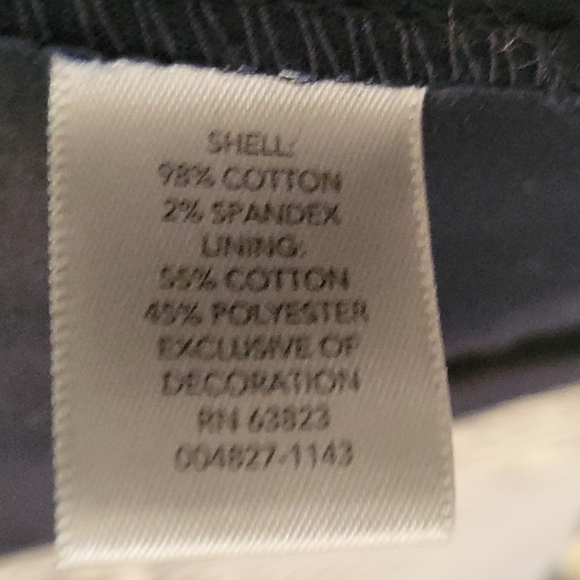 SHELL:
98% COTTON
2% SPANDEX
LINING:
55% COTTON
45% POLYESTER
EXCLUSIVE OF
DECORATION
RN 63823
004827-1143